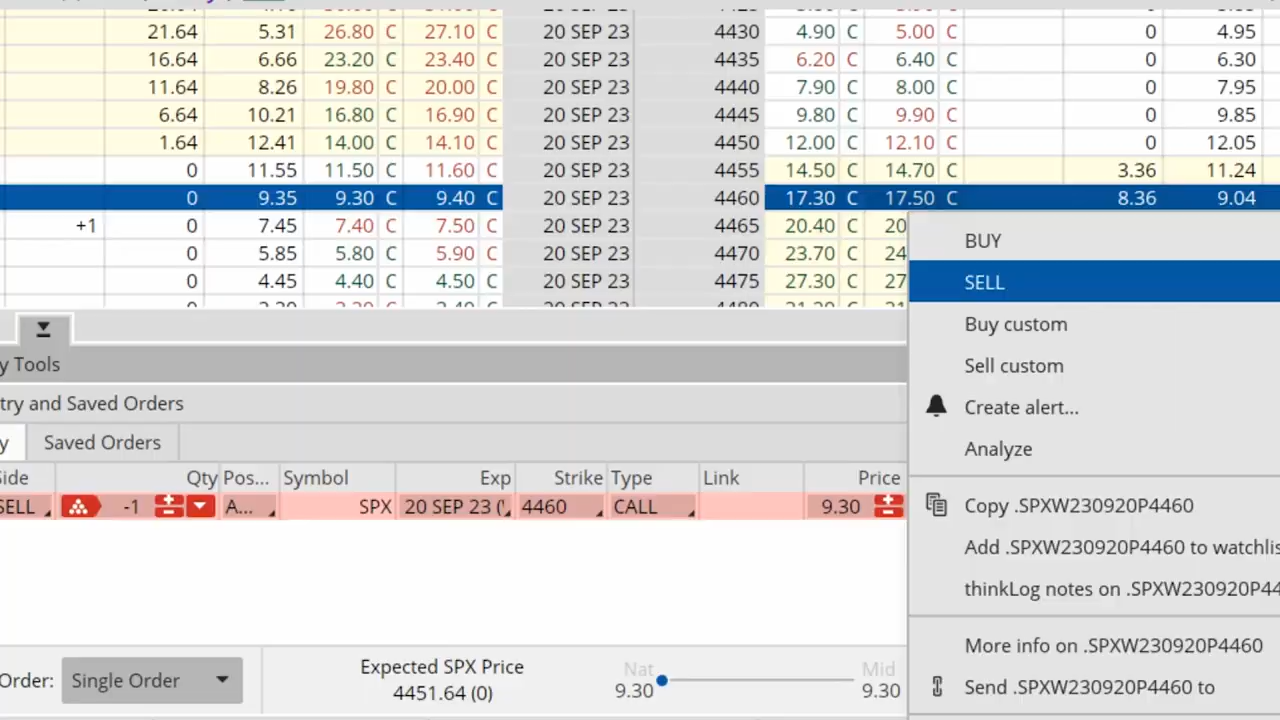 21.64 5.31 26.80 C 27.10 C 20 SEP 23 4430 4.90 C 5.00 C 0 4.95
16.64 6.66 23.20 C 23.40 C 20 SEP 23 4435 6.20 C 6.40 C 0 6.30
11.64 8.26 19.80 C 20.00 C 20 SEP 23 4440 7.90 C 8.00 C 0 7.95
6.64 10.21 16.80 C 16.90 C 20 SEP 23 4445 9.80 C 9.90 C 0 9.85
1.64 12.41 14.00 C 14.10 C 20 SEP 23 4450 12.00 C 12.10 C 0 12.05
0 11.55 11.50 C 11.60 C 20 SEP 23 4455 14.50 C 14.70 C 3.36 11.24
0 9.35 9.30 C 9.40 C 20 SEP 23 4460 17.30 C 17.50 C 8.36 9.04
+1 0 7.45 7.40 C 7.50 C 20 SEP 23 4465 20.40 C 20
0 5.85 5.80 C 5.90 C 20 SEP 23 4470 23.70 C 24
0 4.45 4.40 C 4.50 C 20 SEP 23 4475 27.30 C 27
BUY
SELL
Buy custom
Sell custom
Create alert...
Analyze
Copy .SPXW230920P4460
Add .SPXW230920P4460 to watchlis
thinkLog notes on .SPXW230920P44
More info on .SPXW230920P4460
Send .SPXW230920P4460 to
y Tools
try and Saved Orders
y Saved Orders
Side Qty Pos... Symbol Exp Strike Type Link Price
SELL -1 A... SPX 20 SEP 23 (' 4460 CALL 9.30
Order: Single Order
Expected SPX Price
4451.64 (0)
Nat Mid
9.30 9.30